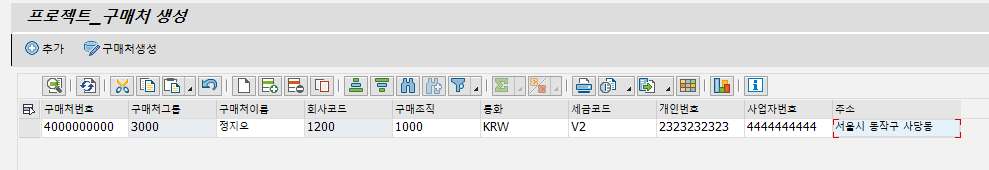 프로젝트_구매처 생성
추가 구매처생성
구매처번호 구매처그룹 구매처이름 회사코드 구매조직 통화 세금코드 개인번호 사업자번호 주소
4000000000 3000 정지오 1200 1000 KRW V2 2323232323 4444444444 서울시 동작구 사당동